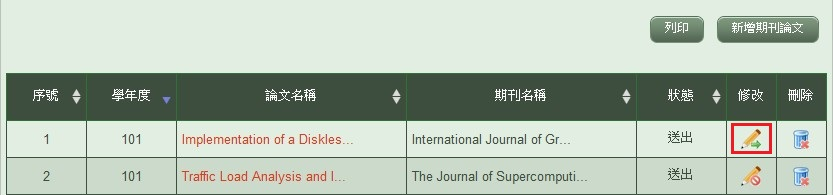 列印 新增期刊論文
序號 學年度 論文名稱 期刊名稱 狀態 修改 刪除
1 101 Implementation of a Diskles... International Journal of Gr... 送出
2 101 Traffic Load Analysis and I... The Journal of Supercomputi... 送出